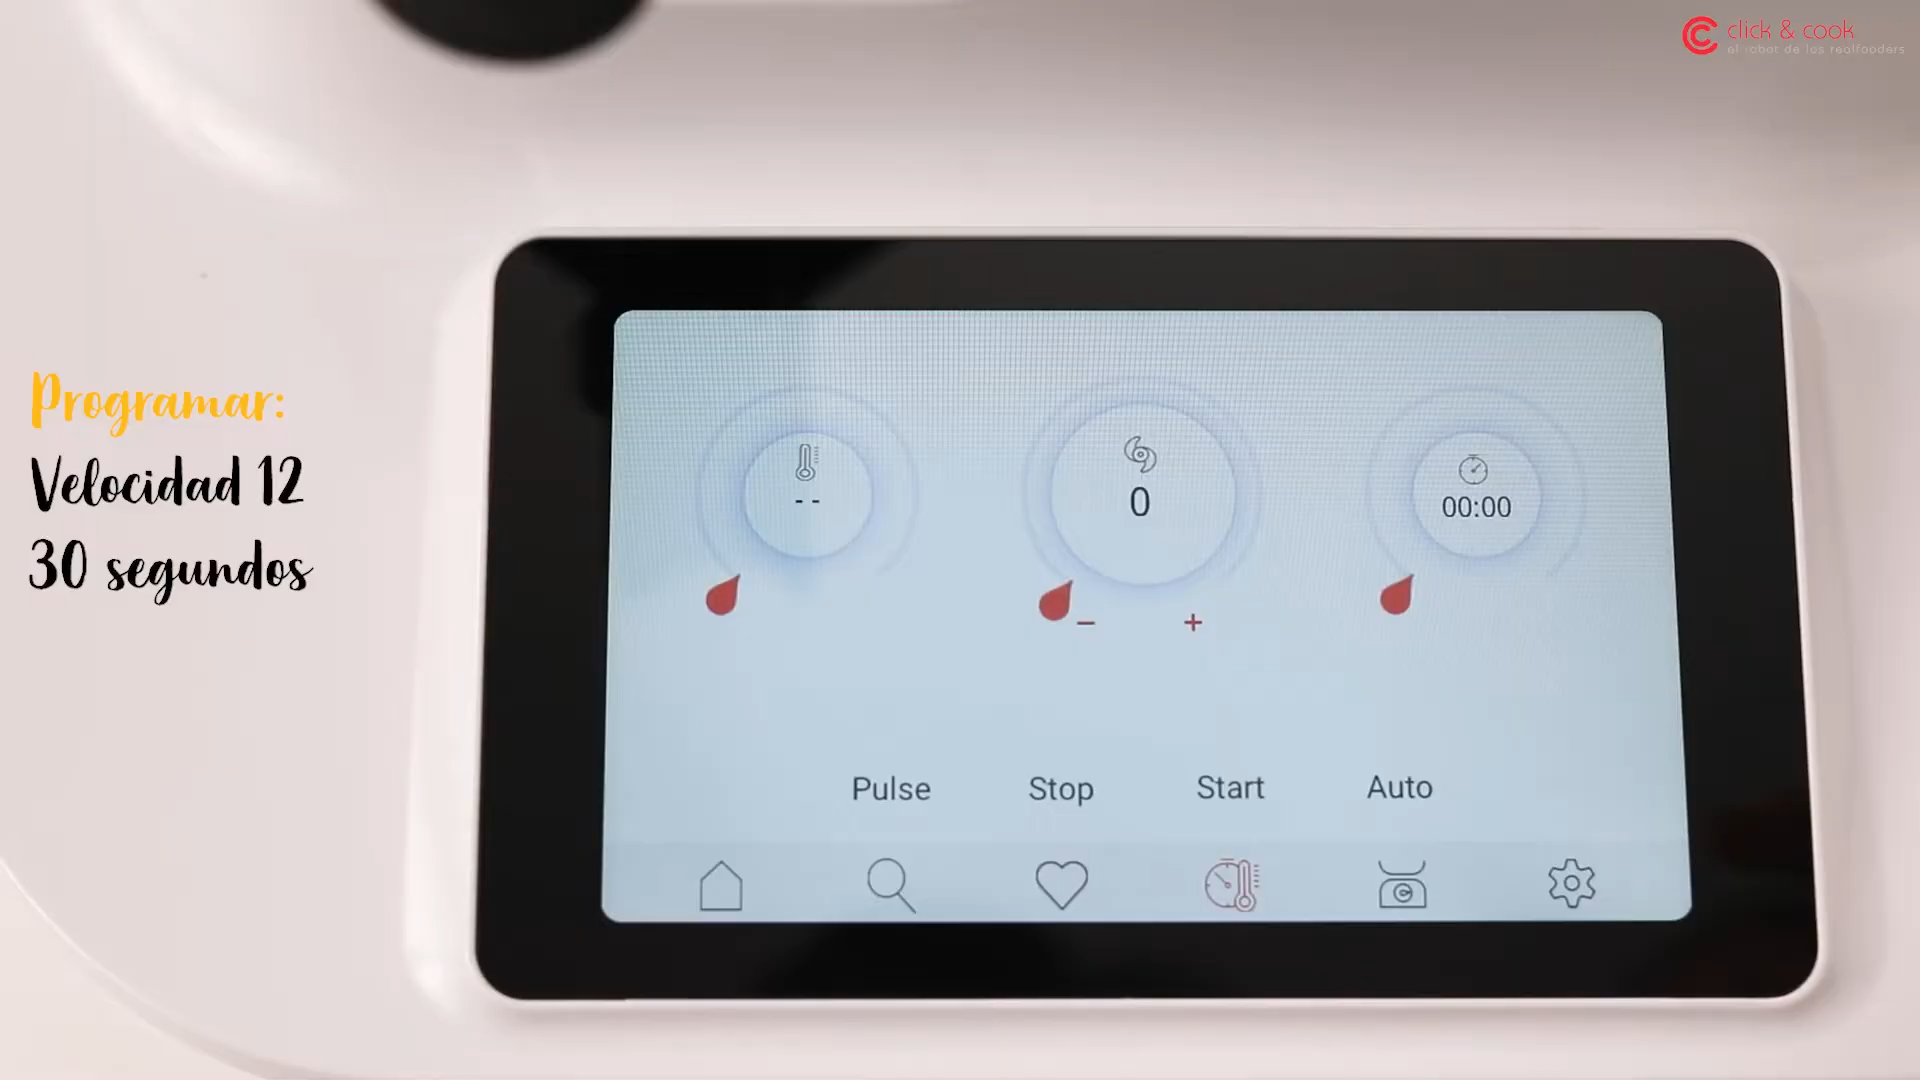 click & cook
el robot de los realfooders
Programar:
Velocidad 12
30 segundos
- -
0
00:00
– +
Pulse Stop Start Auto